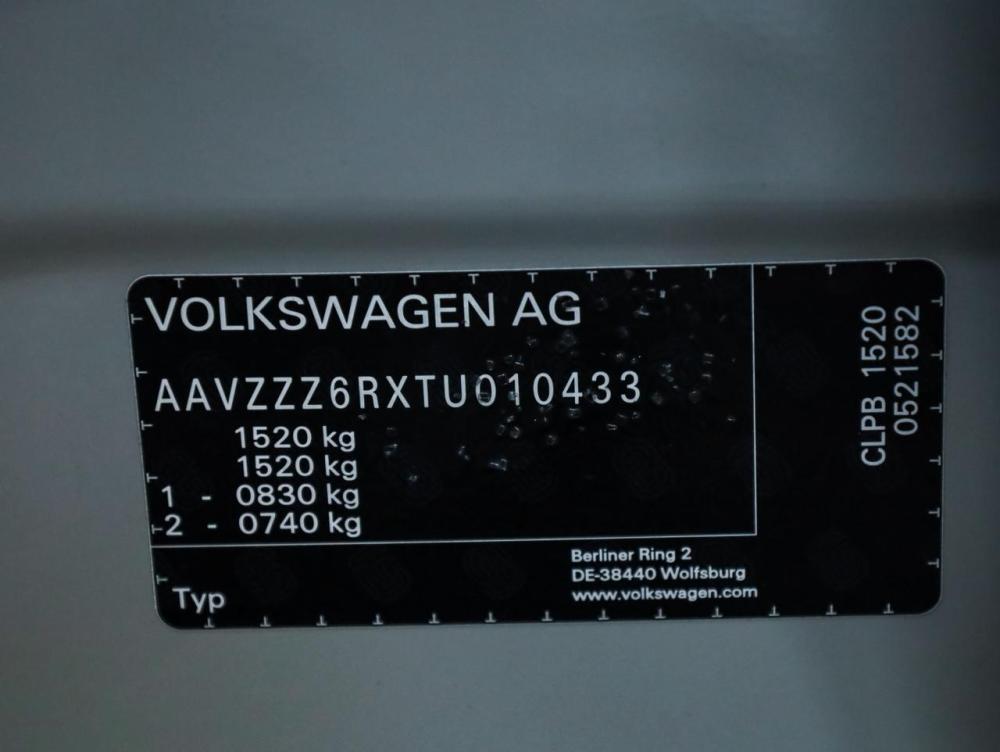 VOLKSWAGEN AG
AAVZZZ6RXTU010433
1520 kg
1520 kg
1 - 0830 kg
2 - 0740 kg
Typ
Berliner Ring 2
DE-38440 Wolfsburg
www.volkswagen.com
CLPB 1520
0521582